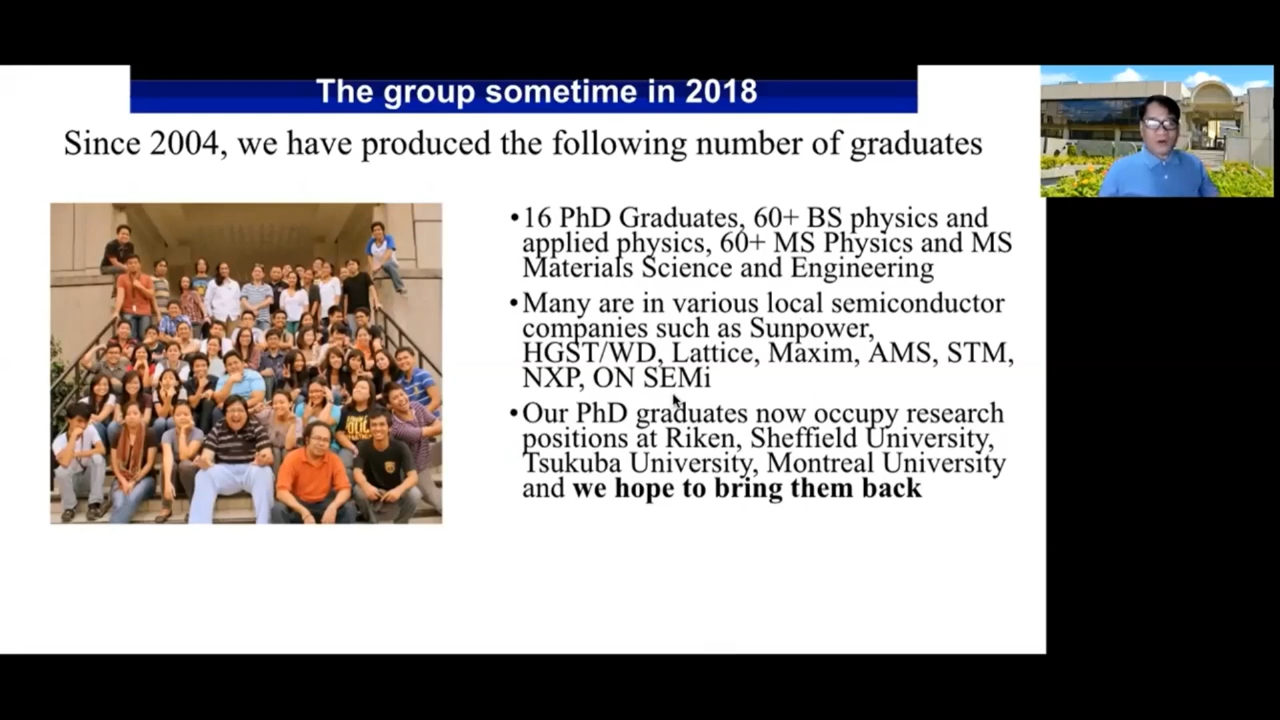 The group sometime in 2018
Since 2004, we have produced the following number of graduates
•16 PhD Graduates, 60+ BS physics and
applied physics, 60+ MS Physics and MS
Materials Science and Engineering
•Many are in various local semiconductor
companies such as Sunpower,
HGST/WD, Lattice, Maxim, AMS, STM,
NXP, ON SEMi
•Our PhD graduates now occupy research
positions at Riken, Sheffield University,
Tsukuba University, Montreal University
and we hope to bring them back